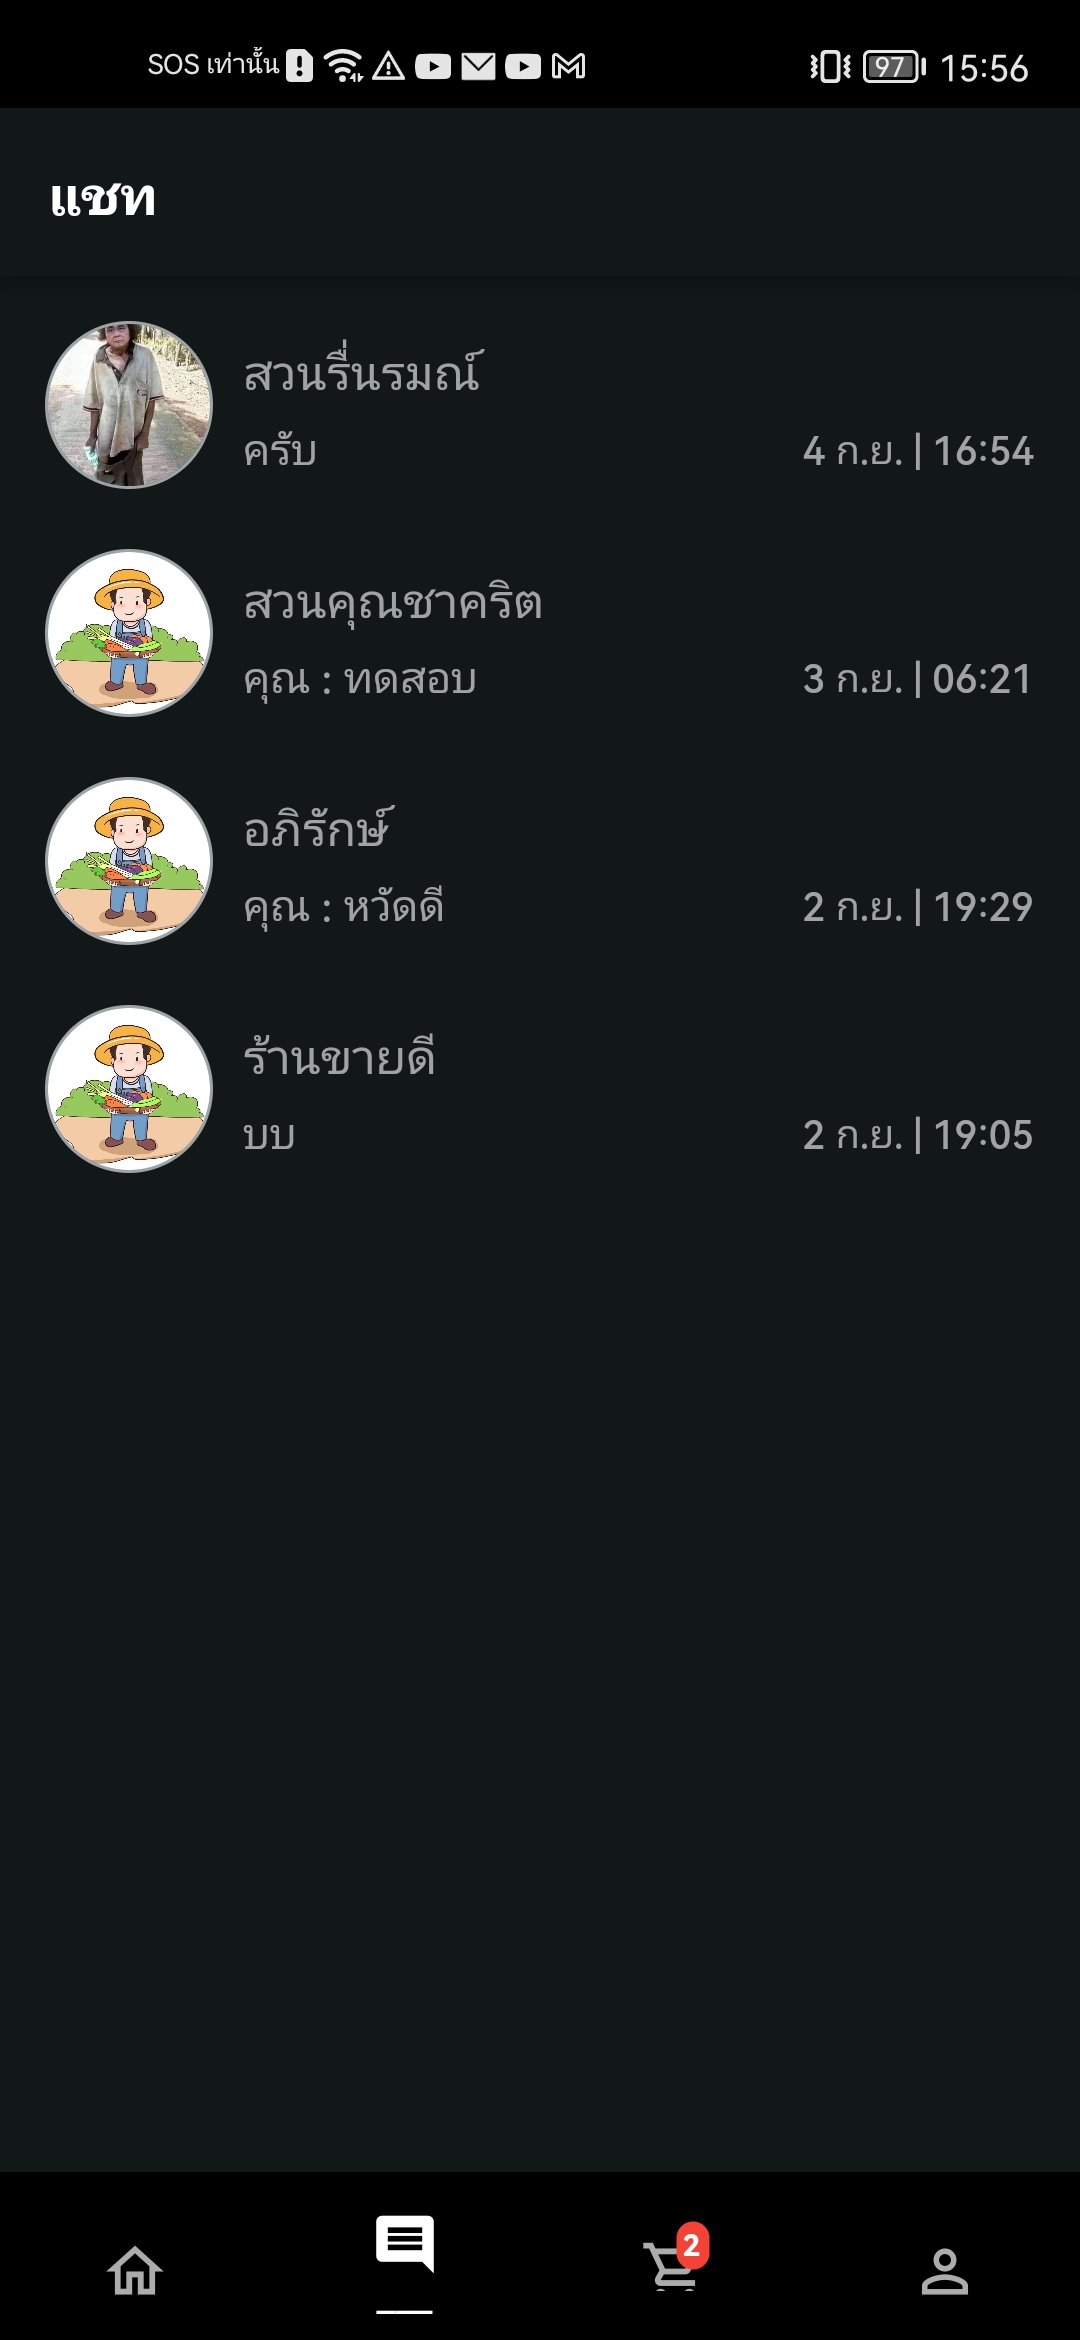 SOS เท่านั้น 97 15:56
แชท
สวนรื่นรมณ์
ครับ 4 ก.ย. | 16:54
สวนคุณชาคริต
คุณ : ทดสอบ 3 ก.ย. | 06:21
อภิรักษ์
คุณ : หวัดดี 2 ก.ย. | 19:29
ร้านขายดี
บบ 2 ก.ย. | 19:05
2